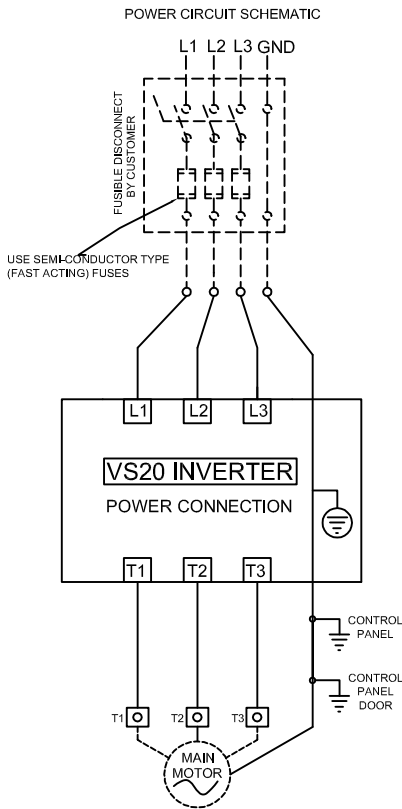 POWER CIRCUIT SCHEMATIC
L1 L2 L3 GND
FUSIBLE DISCONNECT
BY CUSTOMER
USE SEMI-CONDUCTOR TYPE
(FAST ACTING) FUSES
L1 L2 L3
VS20 INVERTER
POWER CONNECTION
T1 T2 T3
CONTROL
PANEL
CONTROL
PANEL
DOOR
T1 T2 T3
MAIN
MOTOR